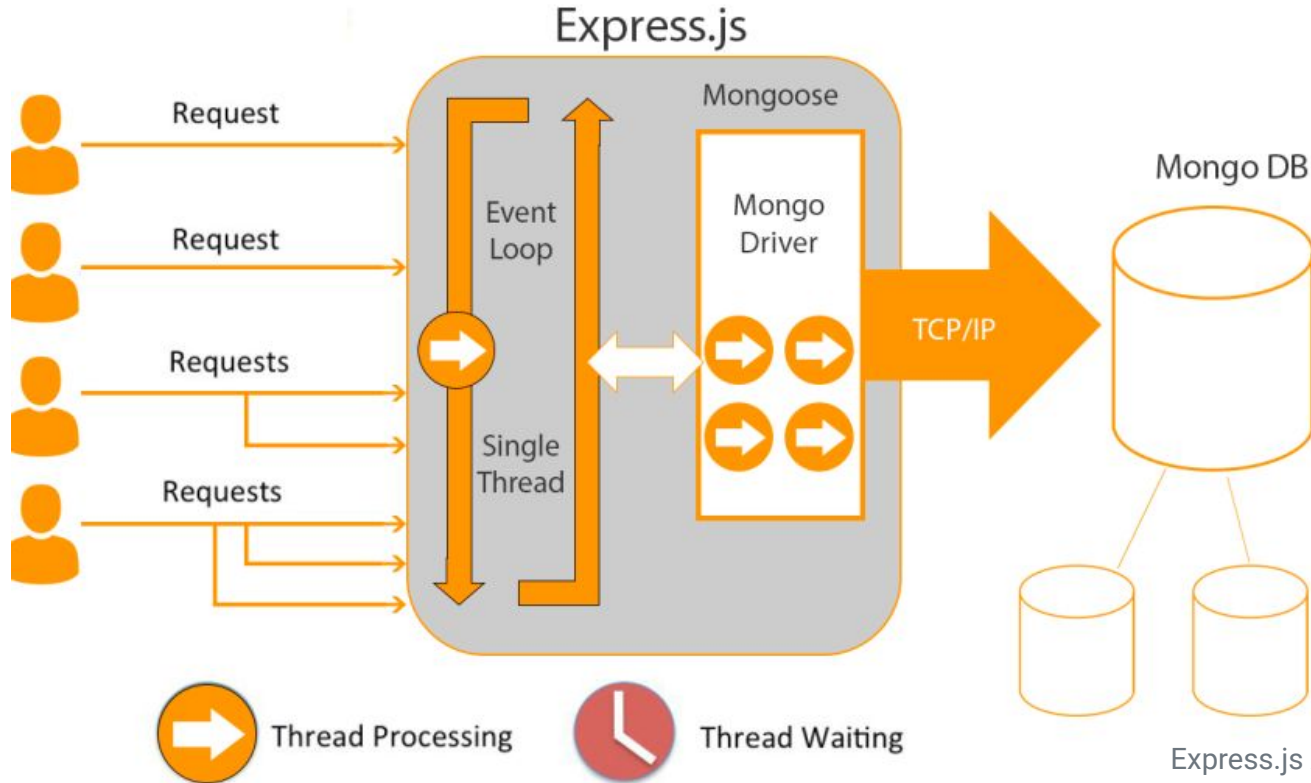 Express.js
Request
Request
Requests
Requests
Event
Loop
Single
Thread
Mongoose
Mongo
Driver
TCP/IP
Mongo DB
Thread Processing
Thread Waiting
Express.js